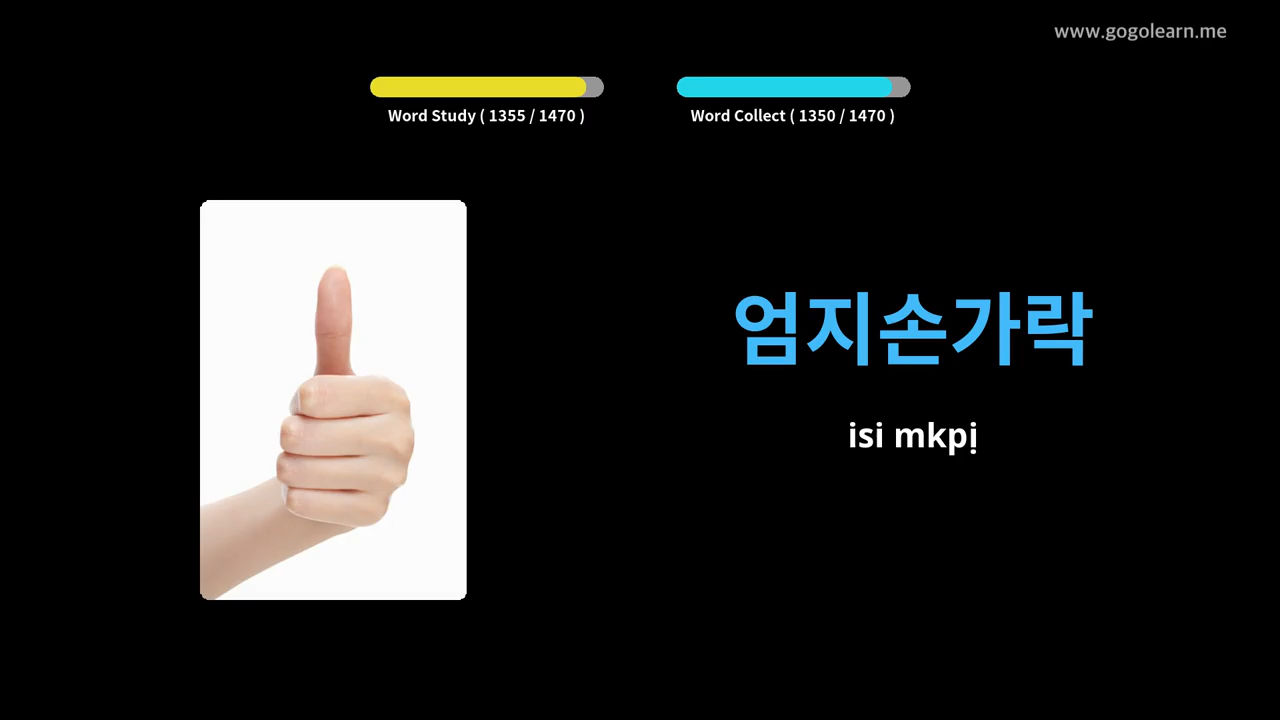 www.gogolearn.me
Word Study ( 1355 / 1470 )
Word Collect ( 1350 / 1470 )
엄지손가락
isi mkpị